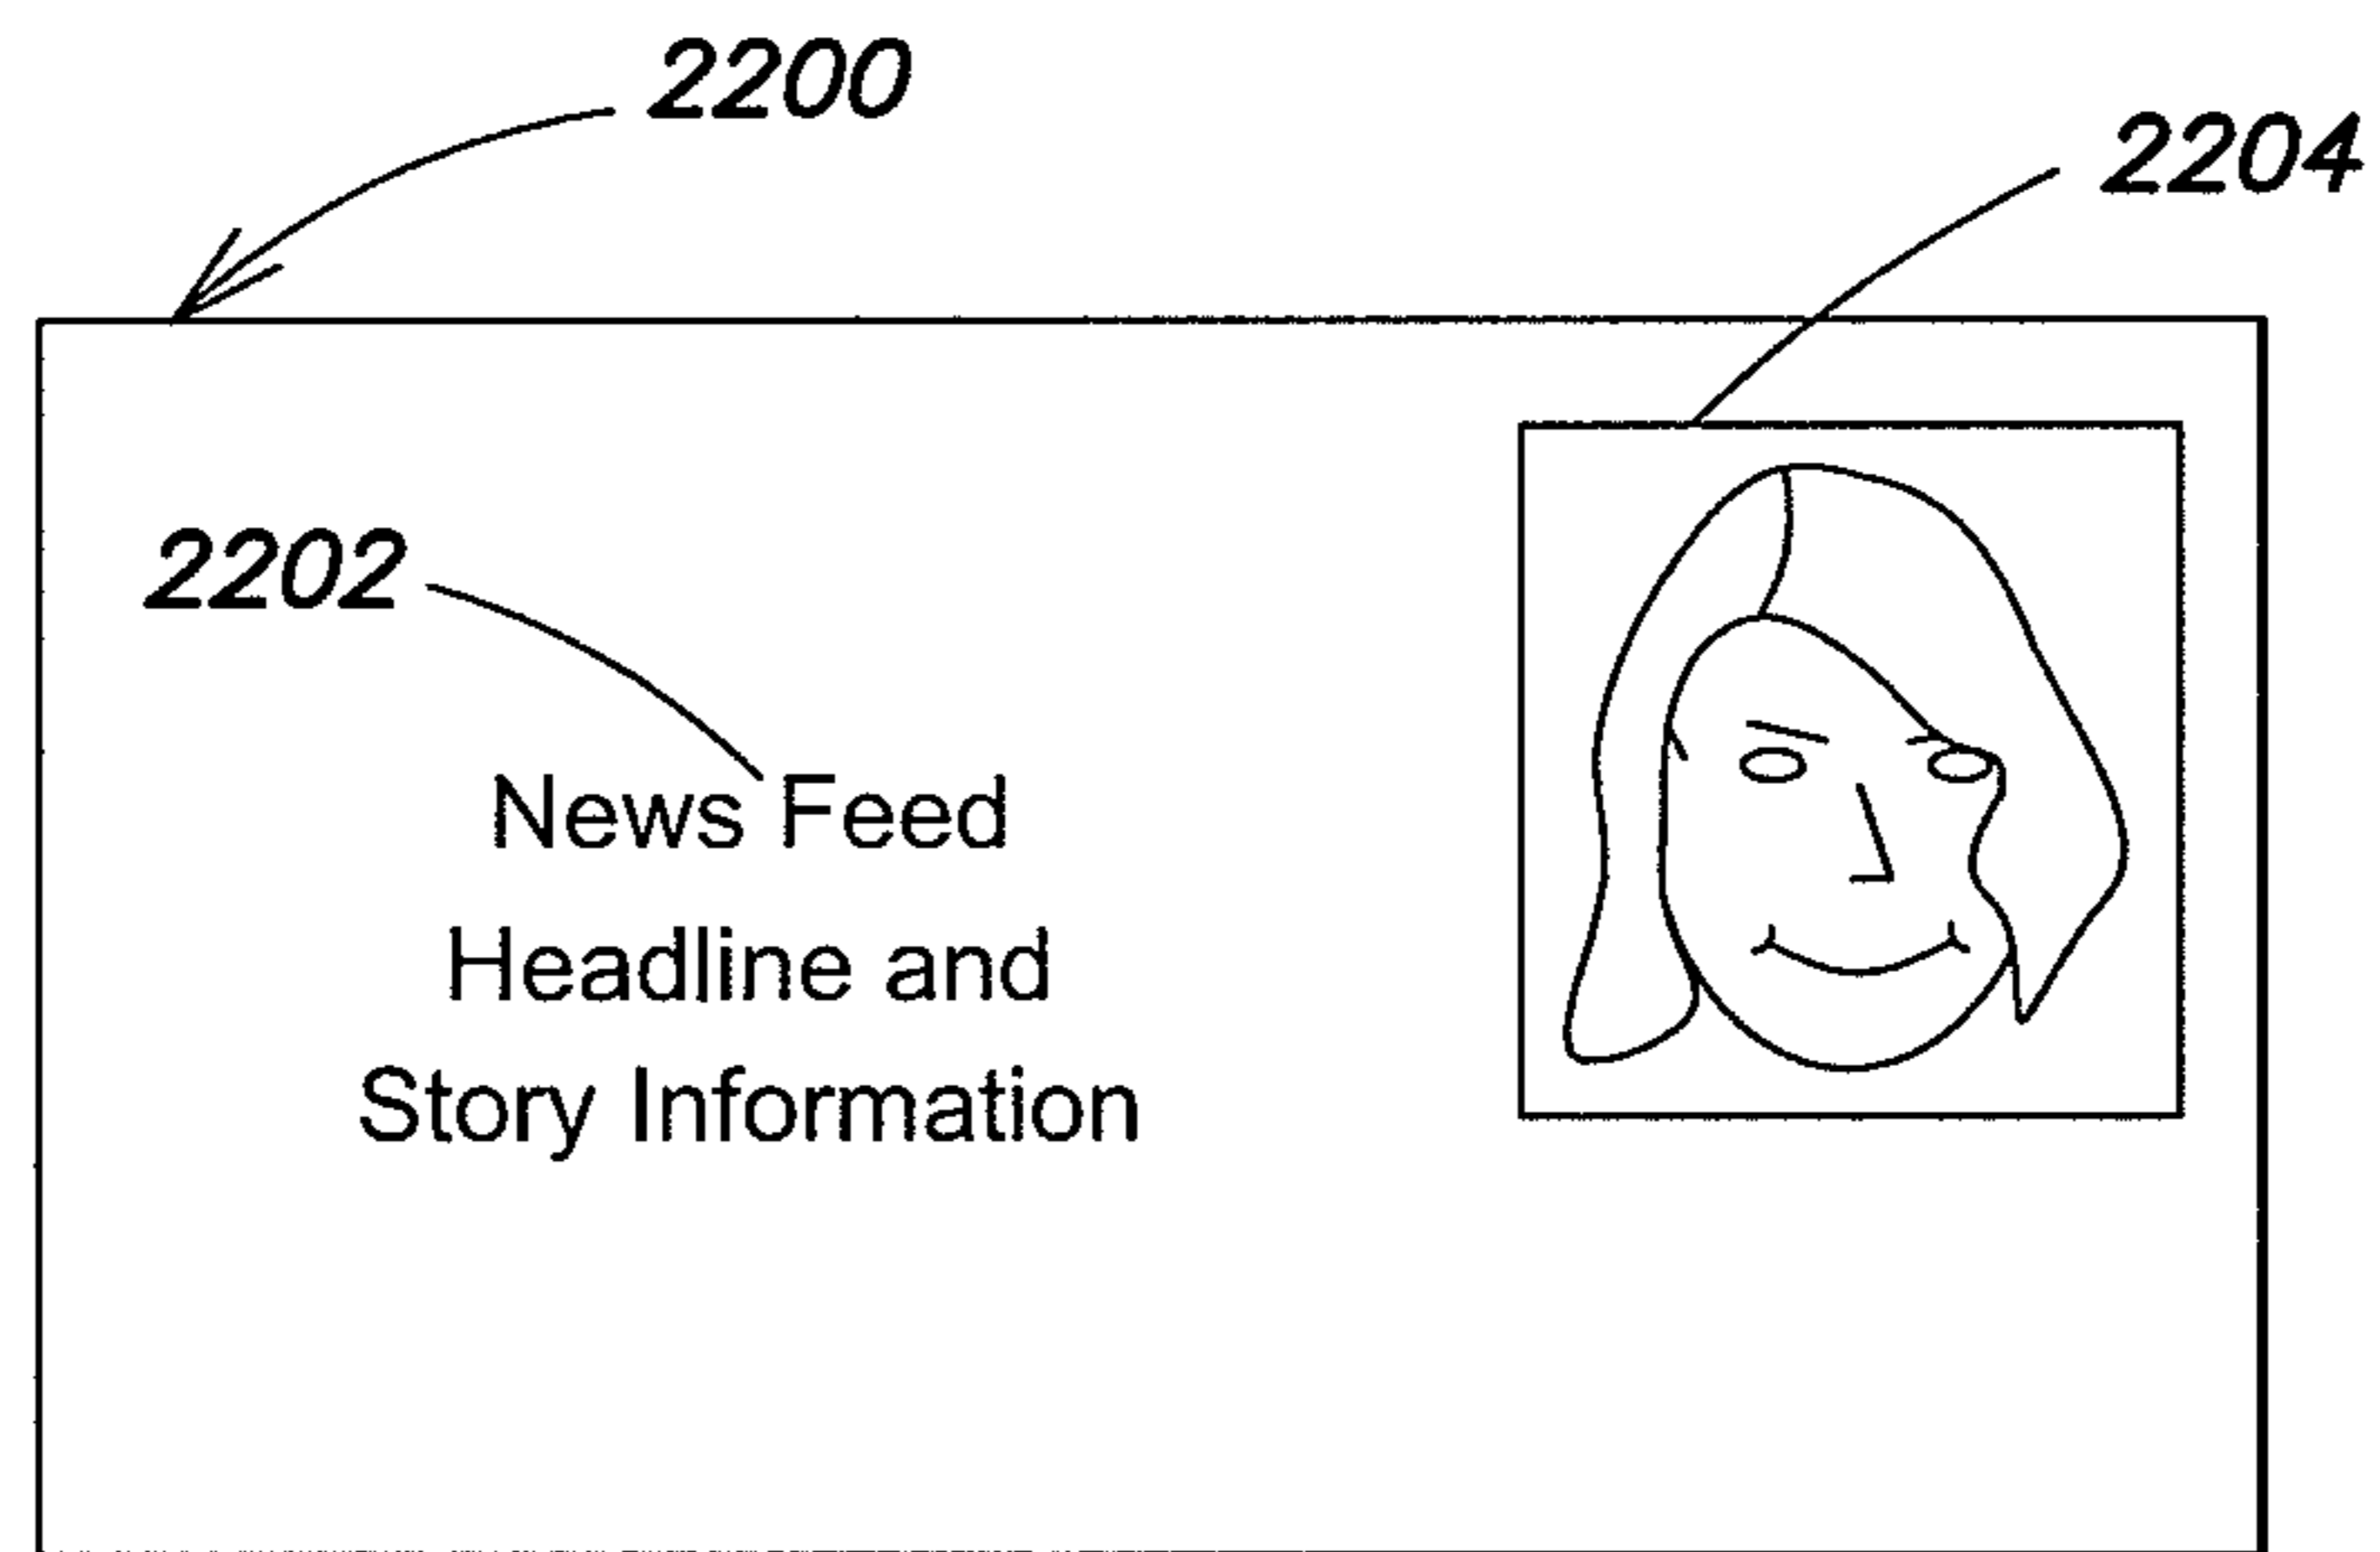 2200
2204
2202
News Feed
Headline and
Story Information